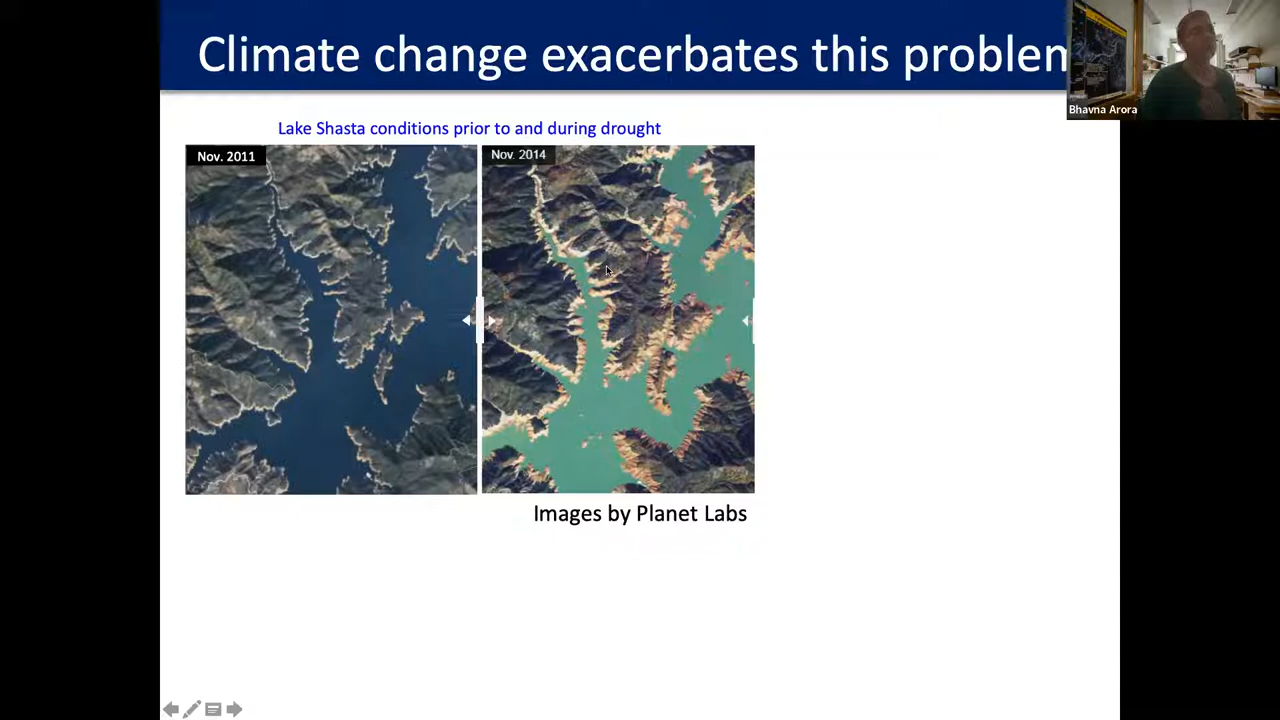 Climate change exacerbates this problem
Bhavna Arora
Lake Shasta conditions prior to and during drought
Nov. 2011
Nov. 2014
Images by Planet Labs